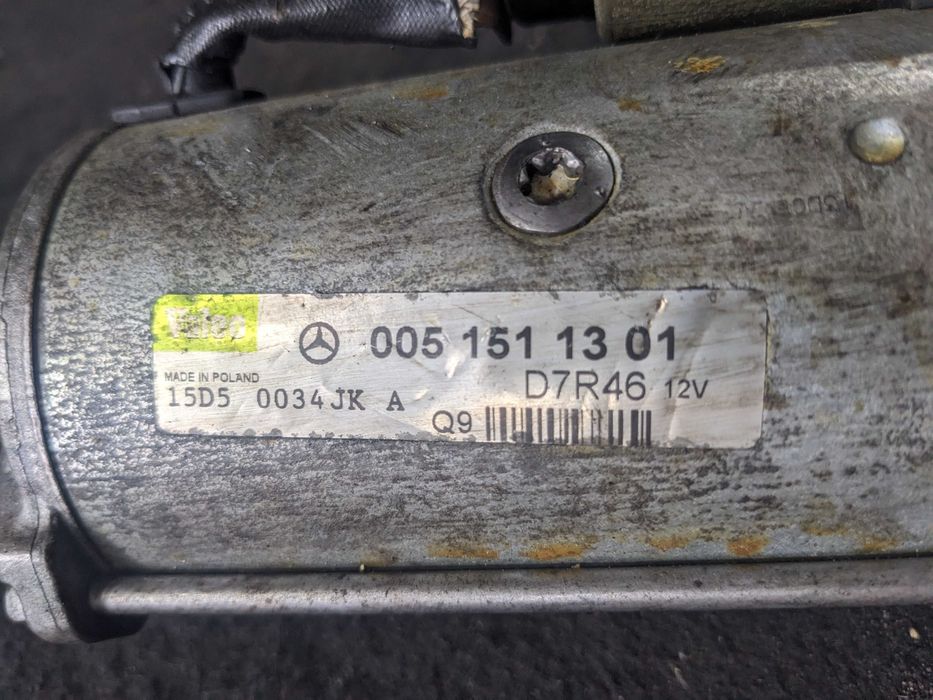 Valeo 005 151 13 01
MADE IN POLAND D7R46 12V
15D5 0034JK A
Q9